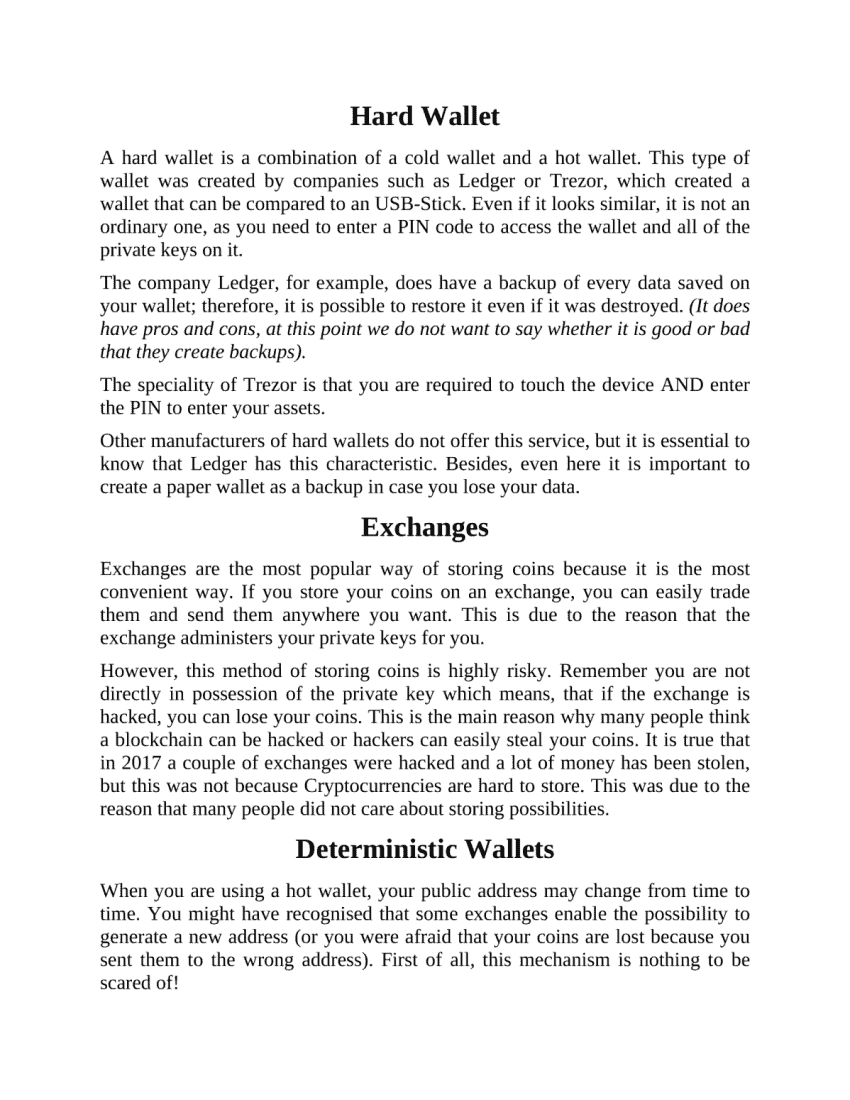 Hard Wallet
A hard wallet is a combination of a cold wallet and a hot wallet. This type of
wallet was created by companies such as Ledger or Trezor, which created a
wallet that can be compared to an USB-Stick. Even if it looks similar, it is not an
ordinary one, as you need to enter a PIN code to access the wallet and all of the
private keys on it.
The company Ledger, for example, does have a backup of every data saved on
your wallet; therefore, it is possible to restore it even if it was destroyed. (It does
have pros and cons, at this point we do not want to say whether it is good or bad
that they create backups).
The speciality of Trezor is that you are required to touch the device AND enter
the PIN to enter your assets.
Other manufacturers of hard wallets do not offer this service, but it is essential to
know that Ledger has this characteristic. Besides, even here it is important to
create a paper wallet as a backup in case you lose your data.
Exchanges
Exchanges are the most popular way of storing coins because it is the most
convenient way. If you store your coins on an exchange, you can easily trade
them and send them anywhere you want. This is due to the reason that the
exchange administers your private keys for you.
However, this method of storing coins is highly risky. Remember you are not
directly in possession of the private key which means, that if the exchange is
hacked, you can lose your coins. This is the main reason why many people think
a blockchain can be hacked or hackers can easily steal your coins. It is true that
in 2017 a couple of exchanges were hacked and a lot of money has been stolen,
but this was not because Cryptocurrencies are hard to store. This was due to the
reason that many people did not care about storing possibilities.
Deterministic Wallets
When you are using a hot wallet, your public address may change from time to
time. You might have recognised that some exchanges enable the possibility to
generate a new address (or you were afraid that your coins are lost because you
sent them to the wrong address). First of all, this mechanism is nothing to be
scared of!